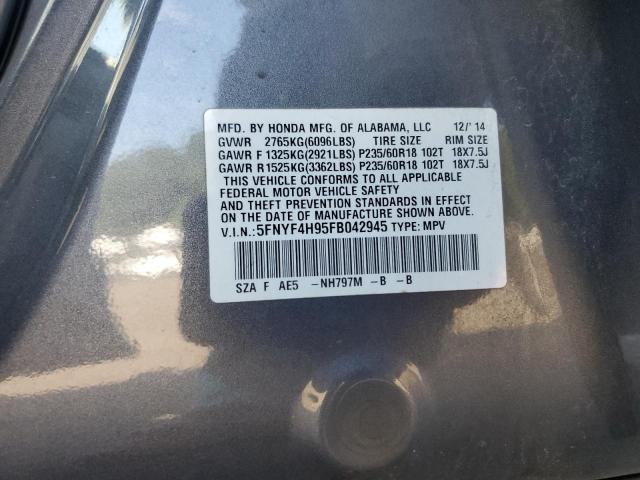 MFD. BY HONDA MFG. OF ALABAMA, LLC 12/'14
GVWR 2765KG(6096LBS) TIRE SIZE RIM SIZE
GAWR F 1325KG(2921LBS) P235/60R18 102T 18X7.5J
GAWR R1525KG(3362LBS) P235/60R18 102T 18X7.5J
THIS VEHICLE CONFORMS TO ALL APPLICABLE
FEDERAL MOTOR VEHICLE SAFETY
AND THEFT PREVENTION STANDARDS IN EFFECT
ON THE DATE OF MANUFACTURE SHOWN ABOVE.
V.I.N.: 5FNYF4H95FB042945 TYPE: MPV
SZA F AE5 -NH797M -B -B